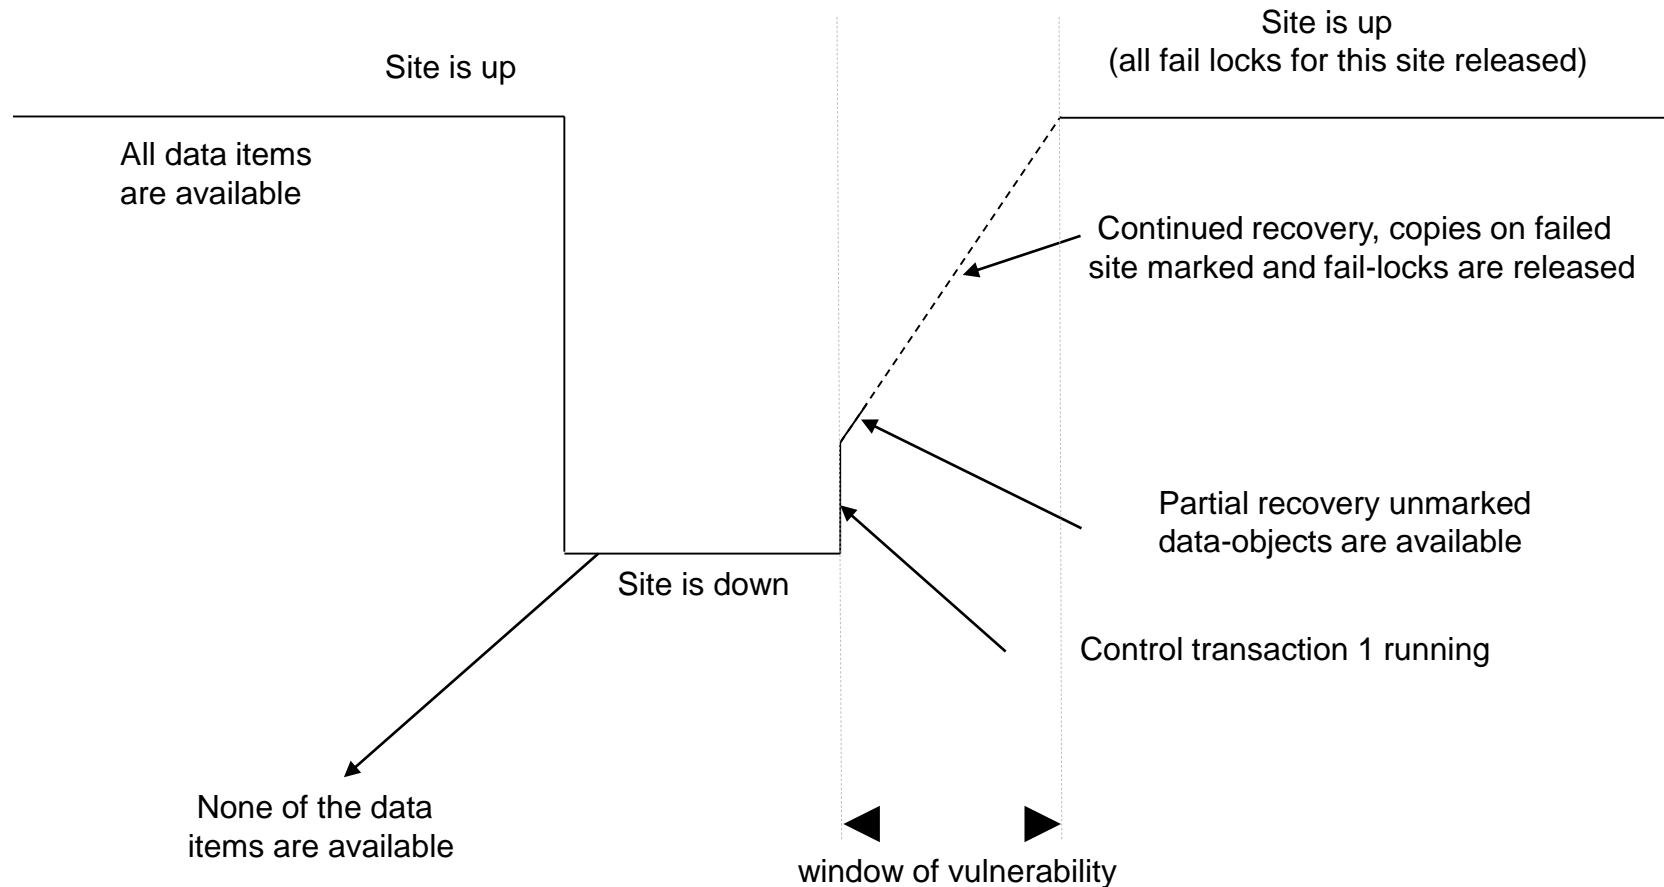 Site is up
Site is up
(all fail locks for this site released)
All data items
are available
Continued recovery, copies on failed
site marked and fail-locks are released
Partial recovery unmarked
data-objects are available
Site is down
Control transaction 1 running
None of the data
items are available
window of vulnerability